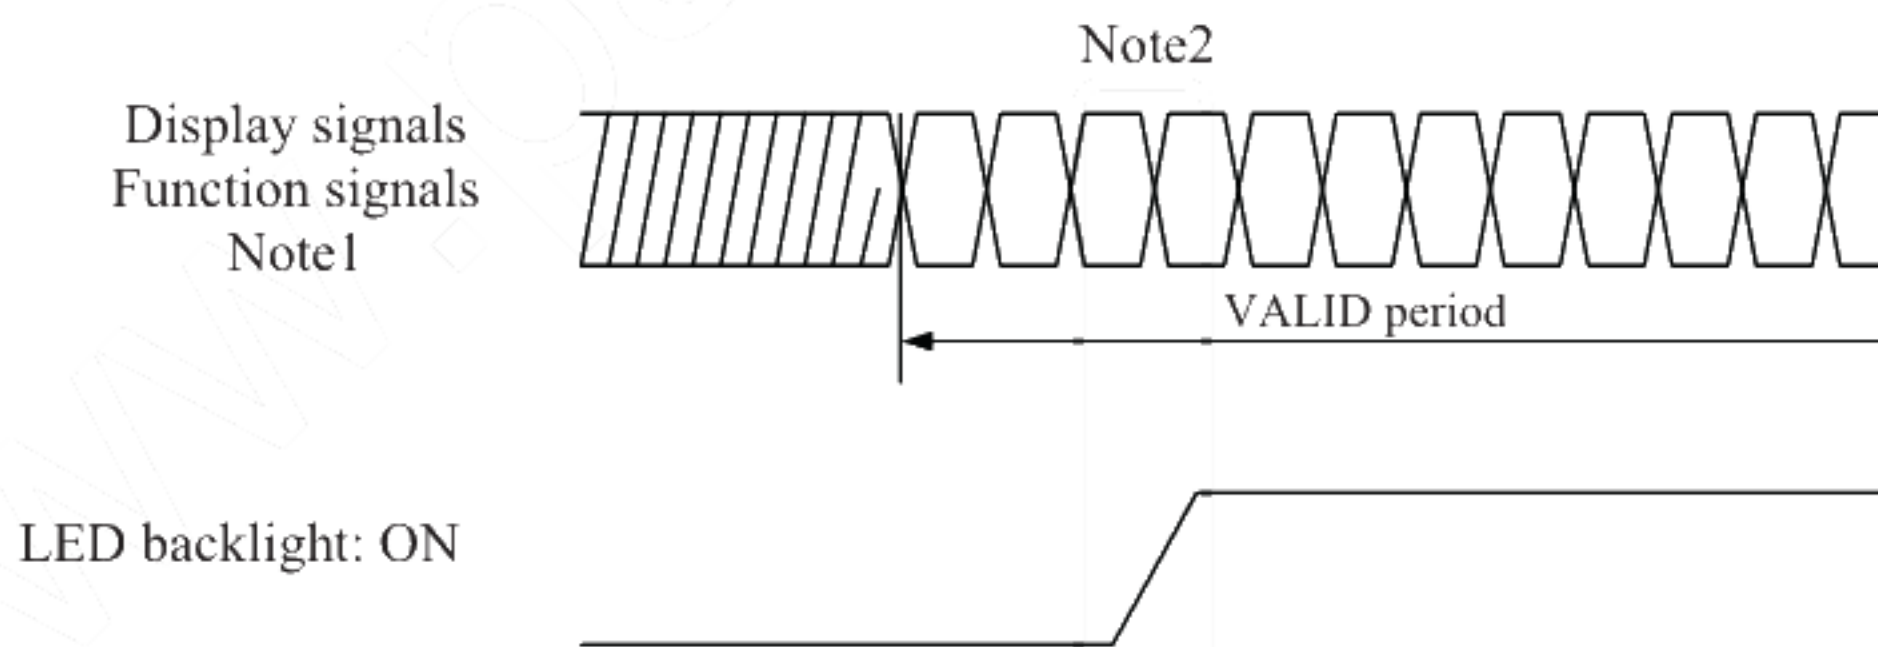 Note2
Display signals
Function signals
Note1
VALID period
LED backlight: ON